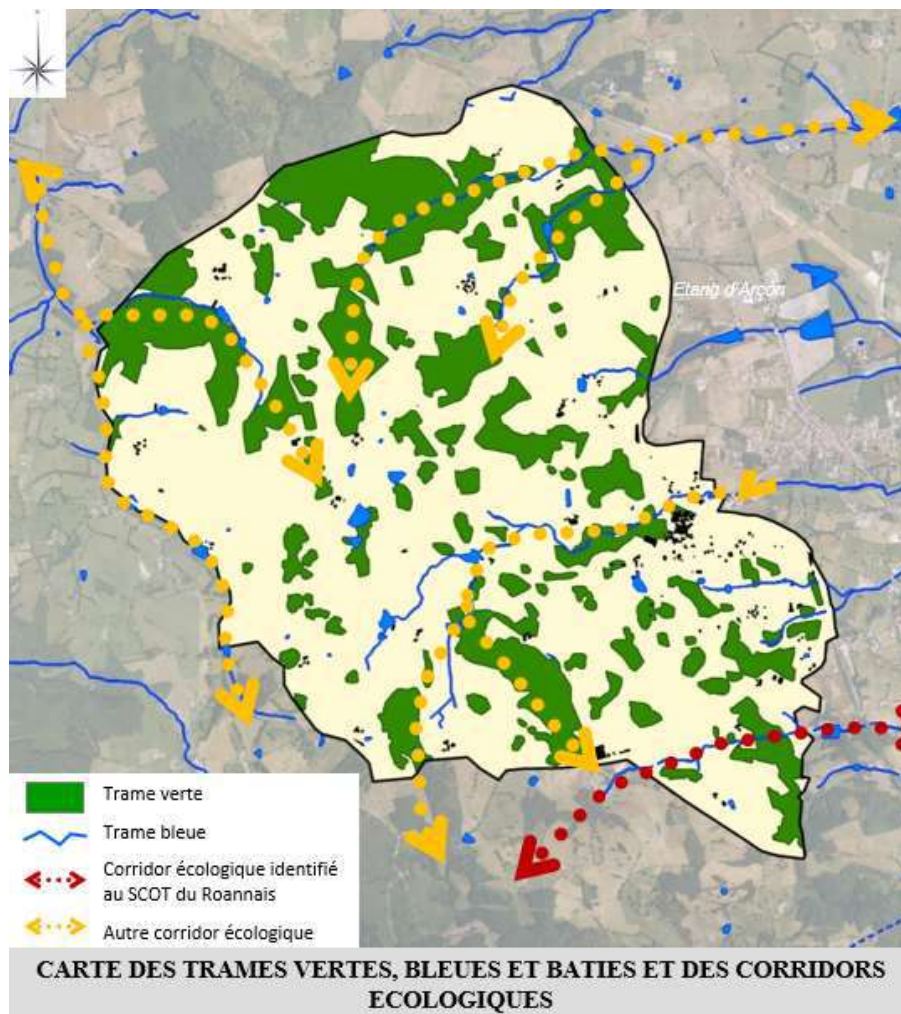 Etang d'Arçon
Trame verte
Trame bleue
Corridor écologique identifié
au SCOT du Roannais
Autre corridor écologique
CARTE DES TRAMES VERTES, BLEUES ET BATIES ET DES CORRIDORS
ECOLOGIQUES